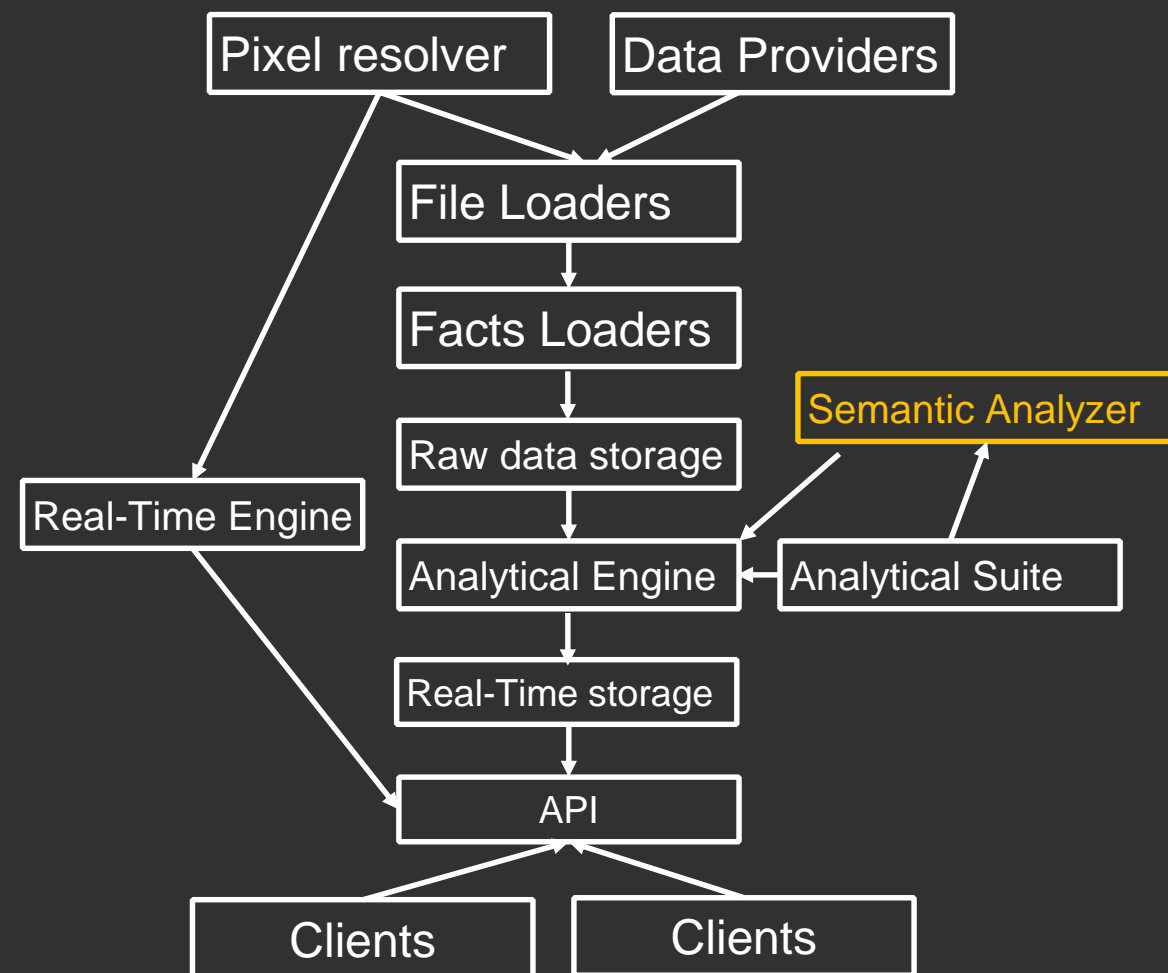 Pixel resolver
Data Providers
File Loaders
Facts Loaders
Semantic Analyzer
Raw data storage
Real-Time Engine
Analytical Engine
Analytical Suite
Real-Time storage
API
Clients
Clients